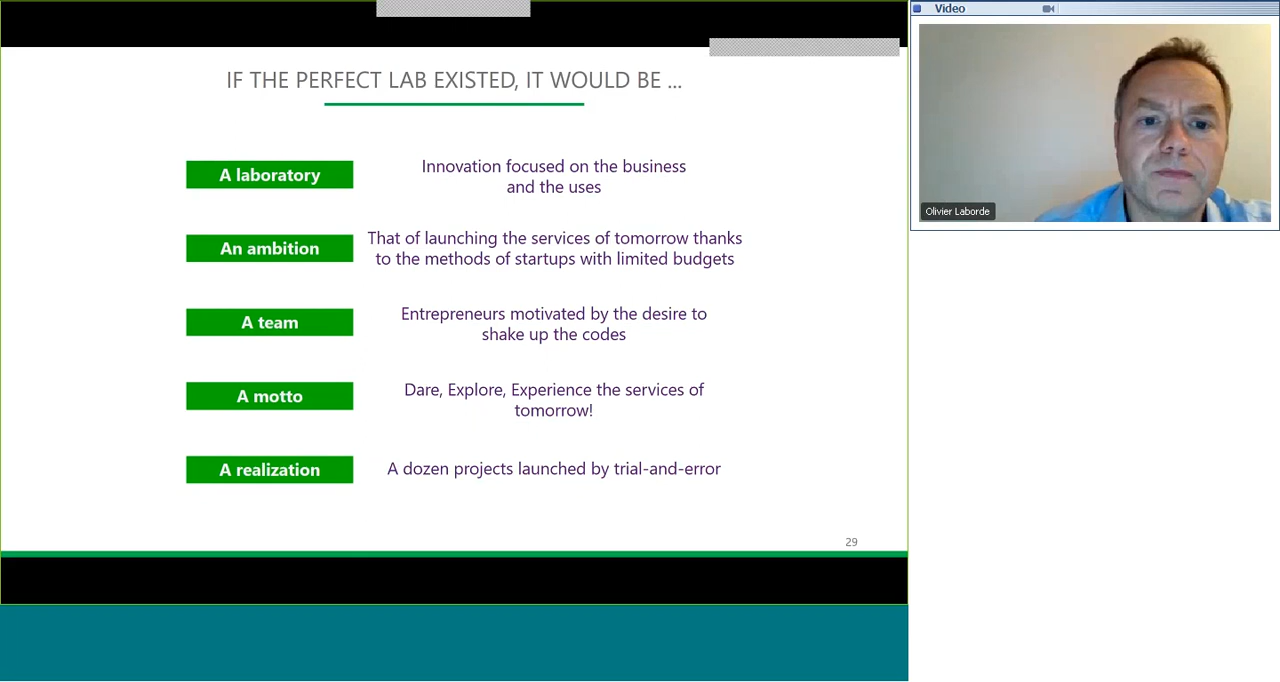 IF THE PERFECT LAB EXISTED, IT WOULD BE ...
A laboratory
Innovation focused on the business
and the uses
An ambition
That of launching the services of tomorrow thanks
to the methods of startups with limited budgets
A team
Entrepreneurs motivated by the desire to
shake up the codes
A motto
Dare, Explore, Experience the services of
tomorrow!
A realization
A dozen projects launched by trial-and-error
29
Video
Olivier Laborde